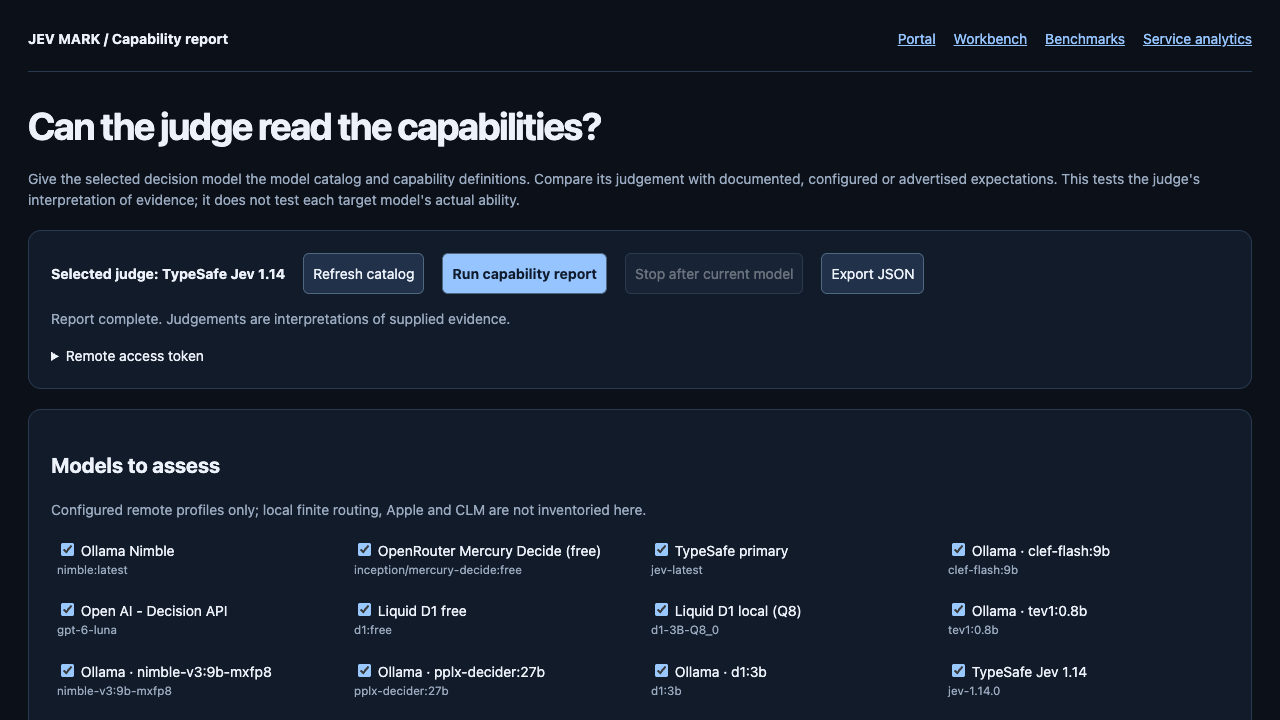 JEV MARK / Capability report
Portal Workbench Benchmarks Service analytics
Can the judge read the capabilities?
Give the selected decision model the model catalog and capability definitions. Compare its judgement with documented, configured or advertised expectations. This tests the judge's
interpretation of evidence; it does not test each target model's actual ability.
Selected judge: TypeSafe Jev 1.14 Refresh catalog Run capability report Stop after current model Export JSON
Report complete. Judgements are interpretations of supplied evidence.
Remote access token
Models to assess
Configured remote profiles only; local finite routing, Apple and CLM are not inventoried here.
Ollama Nimble OpenRouter Mercury Decide (free) TypeSafe primary Ollama · clef-flash:9b
nimble:latest inception/mercury-decide:free jev-latest clef-flash:9b
Open AI - Decision API Liquid D1 free Liquid D1 local (Q8) Ollama · tev1:0.8b
gpt-6-luna d1:free d1-3B-Q8_0 tev1:0.8b
Ollama · nimble-v3:9b-mxfp8 Ollama · pplx-decider:27b Ollama · d1:3b TypeSafe Jev 1.14
nimble-v3:9b-mxfp8 pplx-decider:27b d1:3b jev-1.14.0